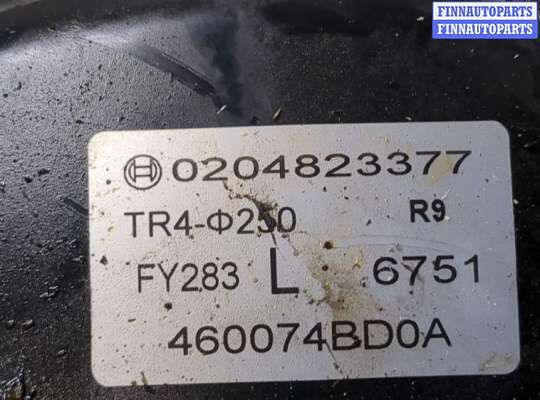 FINNAUTOPARTS
FINNAUTOPARTS
0204823377
TR4-Φ250 R9
FY283 L 6751
460074BD0A